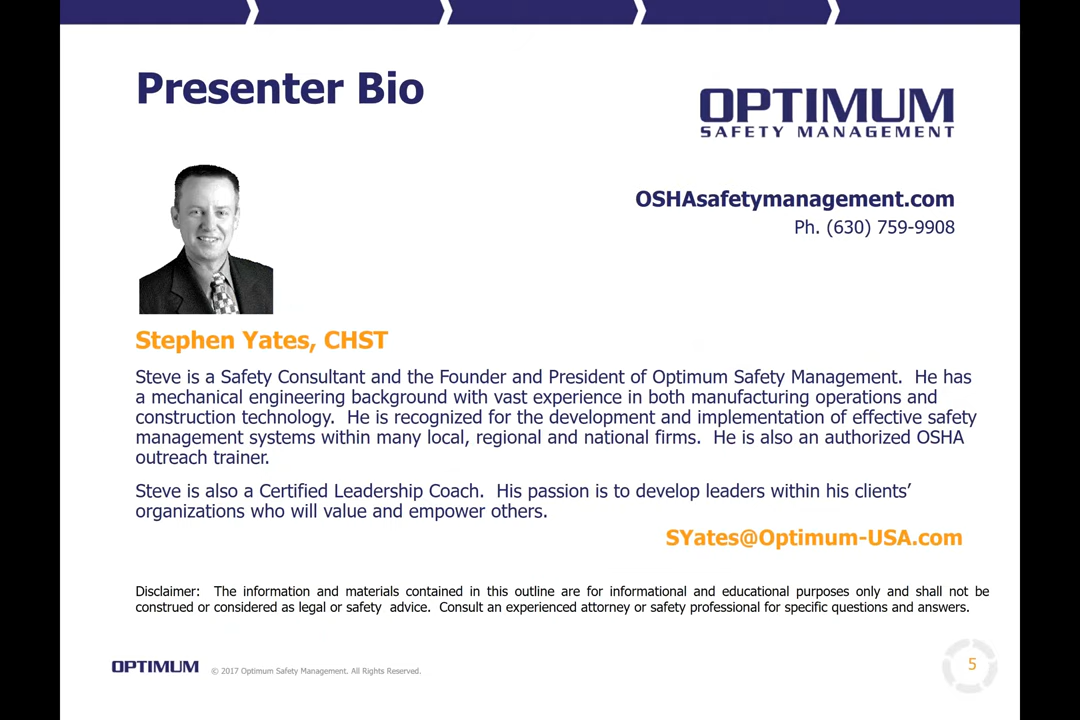 Presenter Bio
OPTIMUM
SAFETY MANAGEMENT
OSHAsafetymanagement.com
Ph. (630) 759-9908
Stephen Yates, CHST
Steve is a Safety Consultant and the Founder and President of Optimum Safety Management.  He has
a mechanical engineering background with vast experience in both manufacturing operations and
construction technology.  He is recognized for the development and implementation of effective safety
management systems within many local, regional and national firms.  He is also an authorized OSHA
outreach trainer.
Steve is also a Certified Leadership Coach.  His passion is to develop leaders within his clients’
organizations who will value and empower others.
SYates@Optimum-USA.com
Disclaimer:  The information and materials contained in this outline are for informational and educational purposes only and shall not be
construed or considered as legal or safety  advice.  Consult an experienced attorney or safety professional for specific questions and answers.
OPTIMUM © 2017 Optimum Safety Management. All Rights Reserved.
5